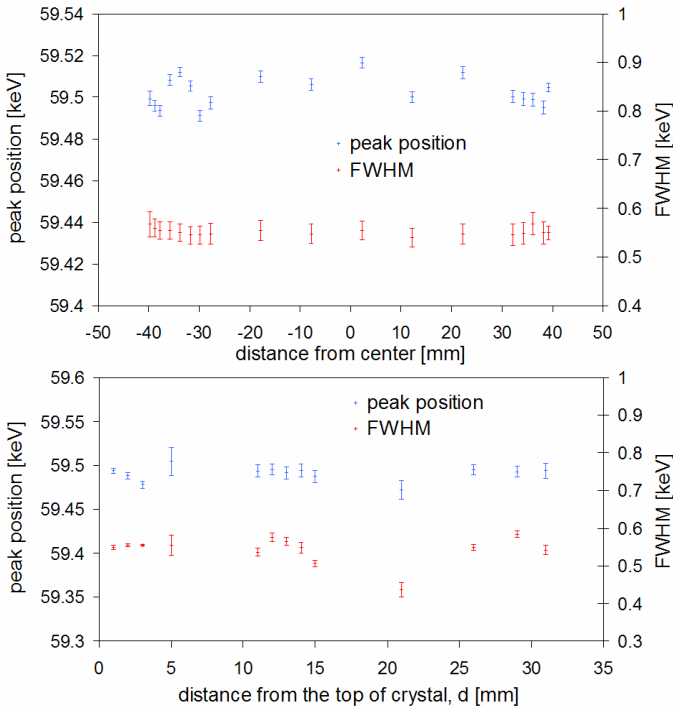 59.54
59.52
59.5
59.48
59.46
59.44
59.42
59.4
peak position [keV]
1
0.9
0.8
0.7
0.6
0.5
0.4
FWHM [keV]
peak position
FWHM
-50 -40 -30 -20 -10 0 10 20 30 40 50
distance from center [mm]
59.6
59.55
59.5
59.45
59.4
59.35
59.3
peak position [keV]
1
0.9
0.8
0.7
0.6
0.5
0.4
0.3
FWHM [keV]
peak position
FWHM
0 5 10 15 20 25 30 35
distance from the top of crystal, d [mm]